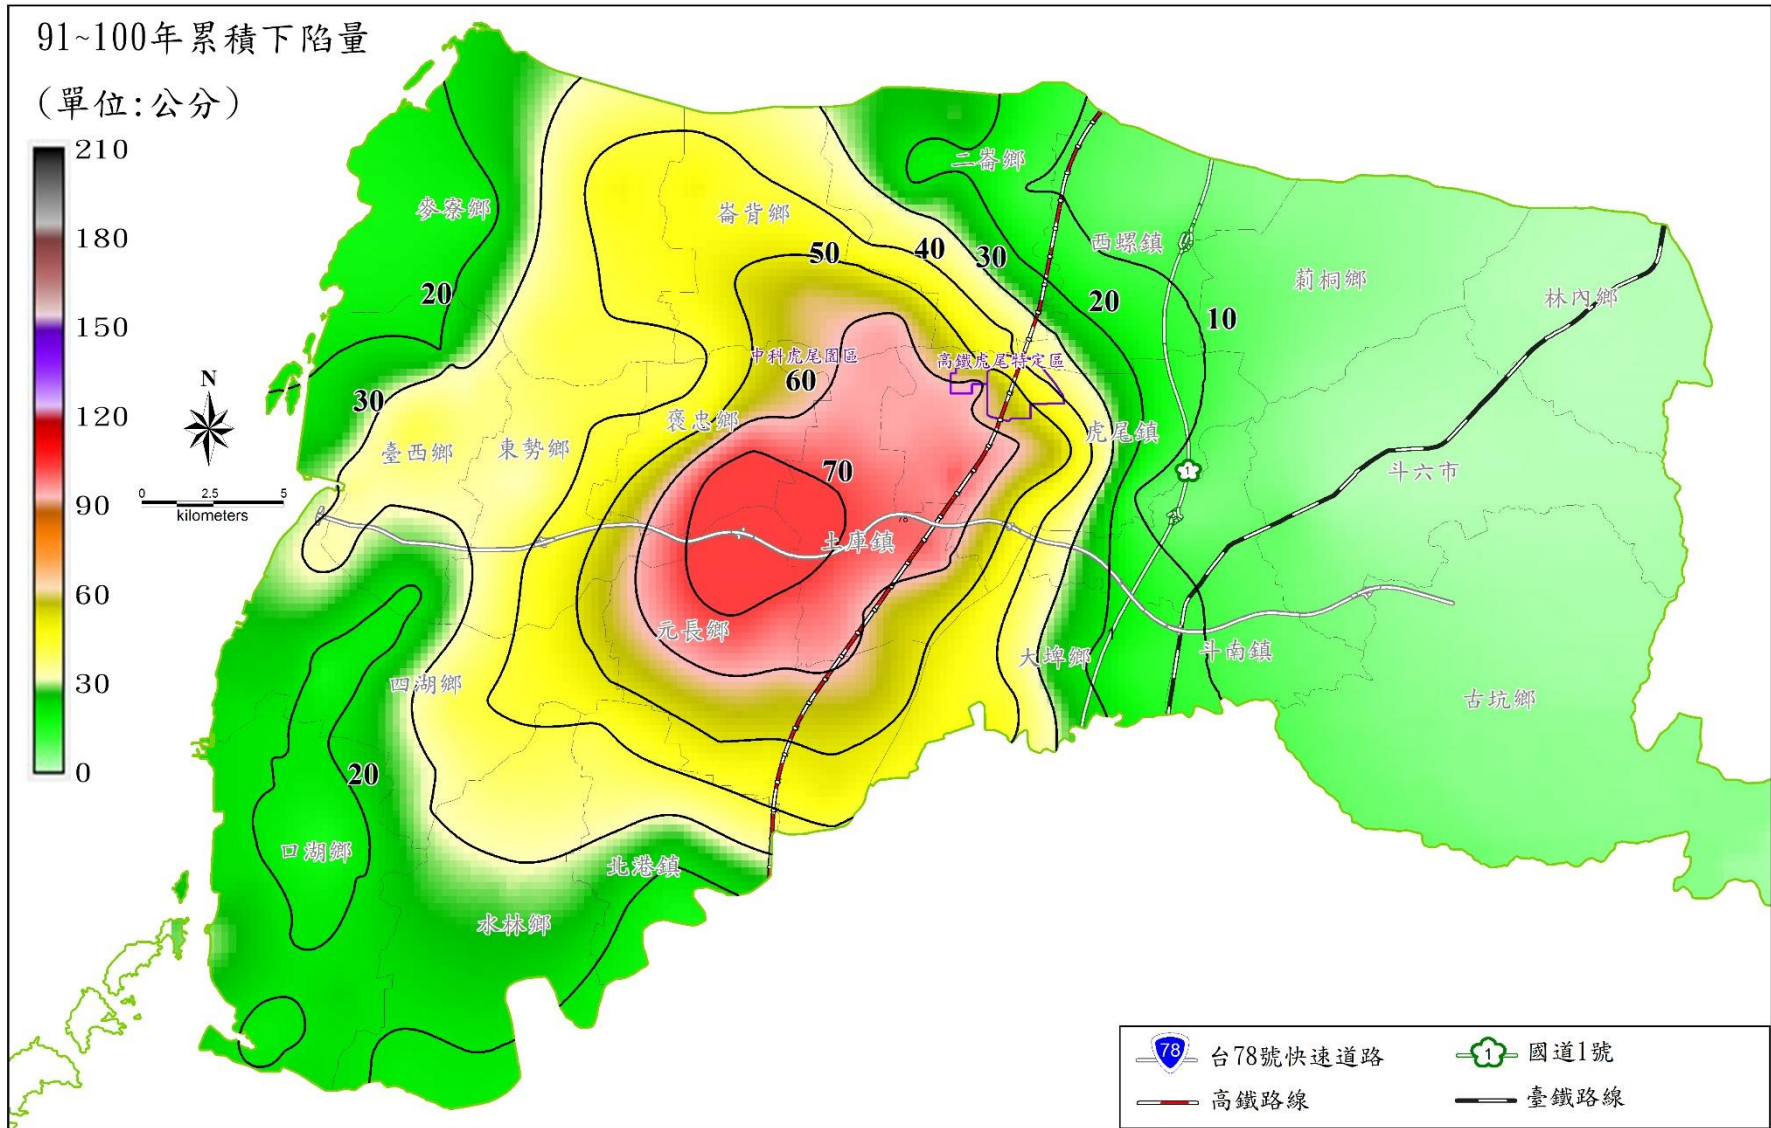 91~100年累積下陷量
(單位:公分)
210
180
150
120
90
60
30
0
N
0 2.5 5
kilometers
二崙鄉
麥寮鄉
崙背鄉
西螺鎮
莿桐鄉
林內鄉
50
40
30
20
20
10
中科虎尾園區
高鐵虎尾特定區
60
30
褒忠鄉
虎尾鎮
臺西鄉
東勢鄉
70
斗六市
1
78
土庫鎮
元長鄉
大埤鄉
斗南鎮
四湖鄉
古坑鄉
20
口湖鄉
北港鎮
水林鄉
78 台78號快速道路
1 國道1號
高鐵路線
臺鐵路線